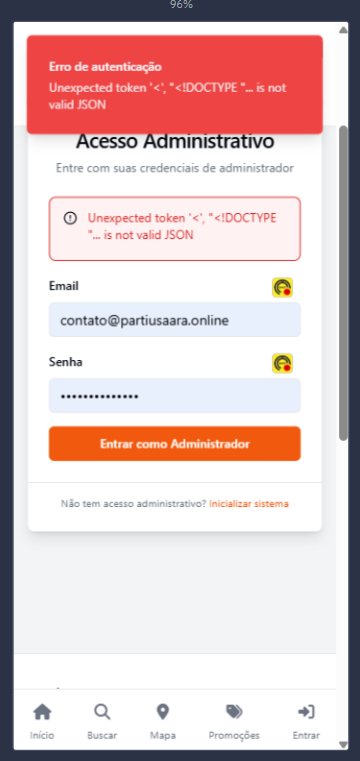 96%
Erro de autenticação
Unexpected token '<', "<!DOCTYPE "... is not
valid JSON
Acesso Administrativo
Entre com suas credenciais de administrador
Unexpected token '<', "<!DOCTYPE
"... is not valid JSON
Email
contato@partiusaara.online
Senha
••••••••••••••
Entrar como Administrador
Não tem acesso administrativo? Inicializar sistema
Início
Buscar
Mapa
Promoções
Entrar